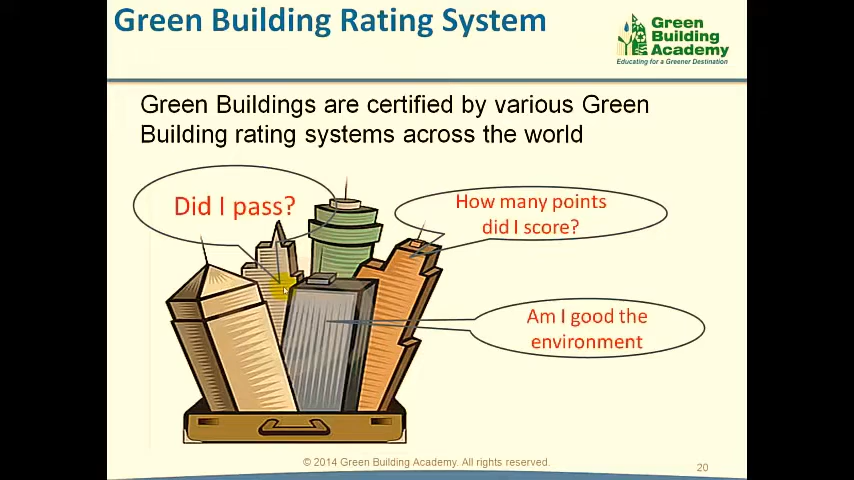 Green Building Rating System
Green
Building
Academy
Educating for a Greener Destination
Green Buildings are certified by various Green
Building rating systems across the world
Did I pass?
How many points
did I score?
Am I good the
environment
© 2014 Green Building Academy. All rights reserved.
20